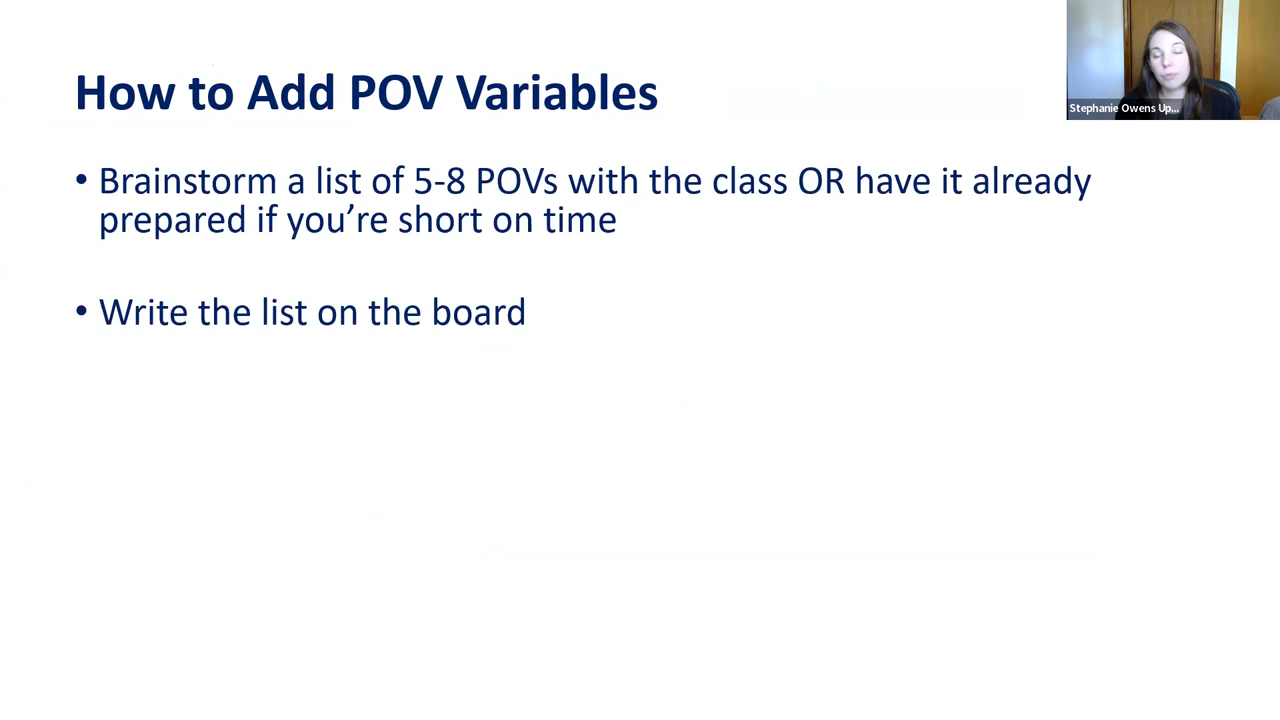 How to Add POV Variables
Stephanie Owens Up...
• Brainstorm a list of 5-8 POVs with the class OR have it already
prepared if you’re short on time
• Write the list on the board